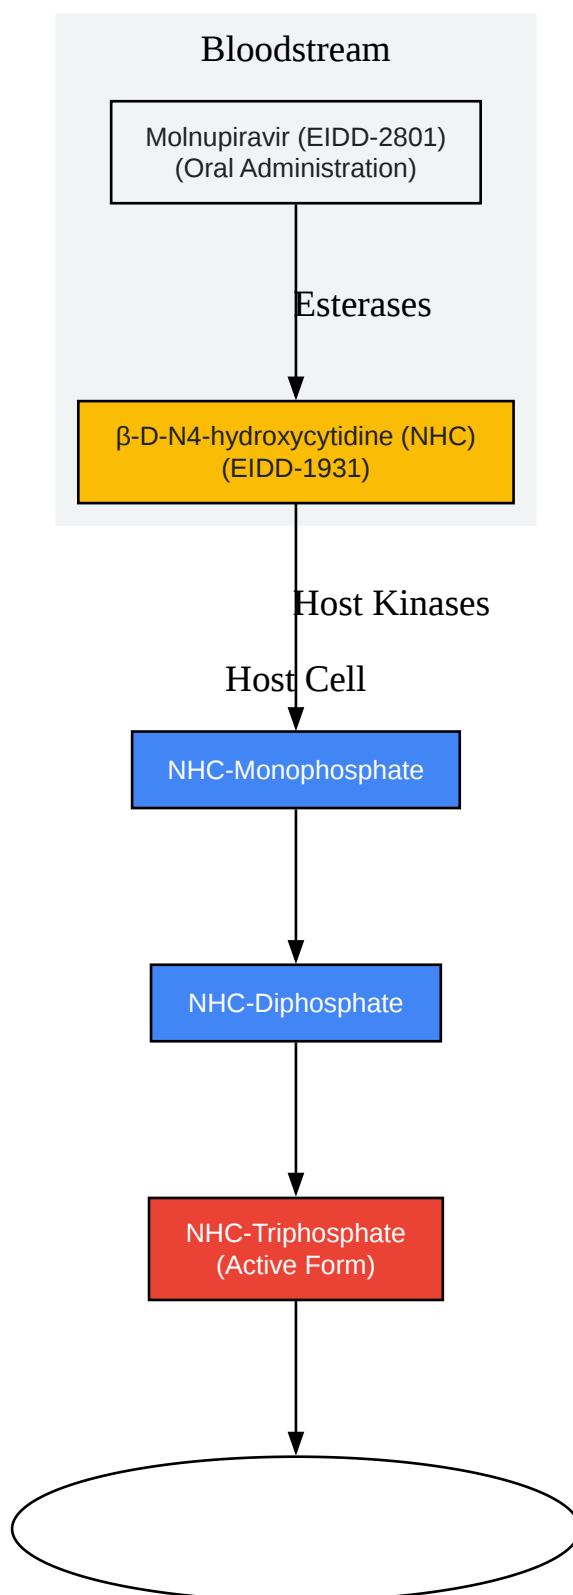 Bloodstream
Molnupiravir (EIDD-2801)
(Oral Administration)
Esterases
β-D-N4-hydroxycytidine (NHC)
(EIDD-1931)
Host Kinases
Host Cell
NHC-Monophosphate
NHC-Diphosphate
NHC-Triphosphate
(Active Form)